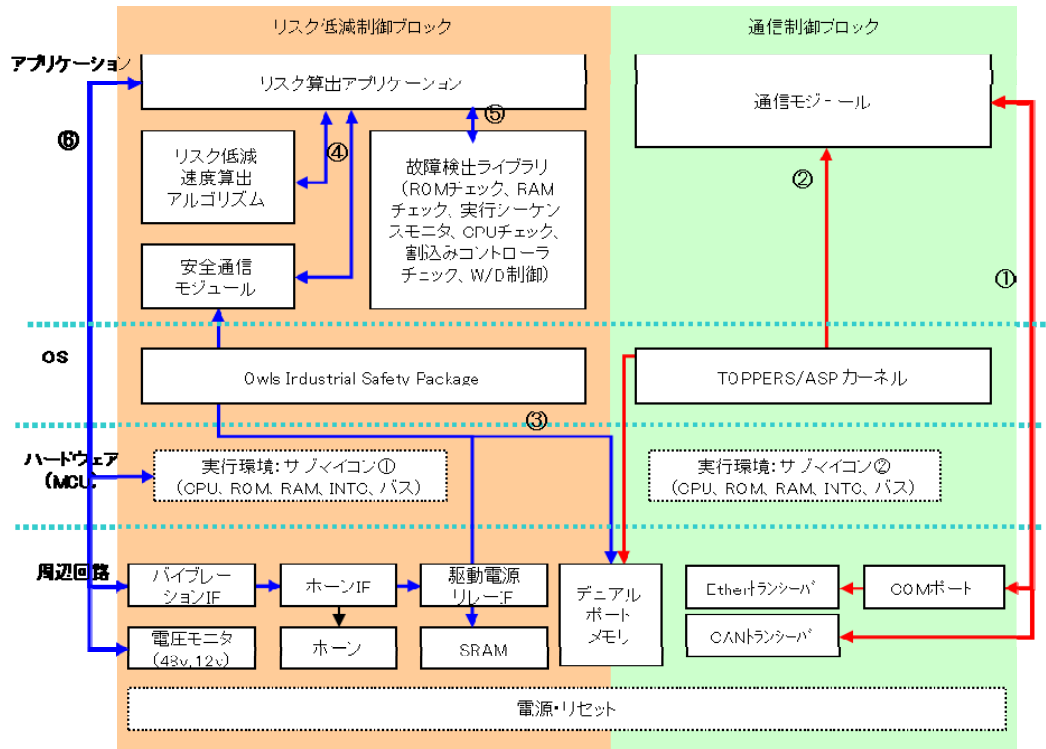 リスク低減制御ブロック
通信制御ブロック
アプリケーション
リスク算出アプリケーション
通信モジュール
⑤
⑥
④
リスク低減
速度算出
アルゴリズム
故障検出ライブラリ
(ROMチェック、RAM
チェック、実行シーケン
スモニタ、CPUチェック、
割込みコントローラ
チェック、W/D制御)
②
安全通信
モジュール
①
OS
Owls Industrial Safety Package
TOPPERS/ASPカーネル
③
ハードウェア
(MCU)
実行環境:サブマイコン①
(CPU、ROM、RAM、INTC、バス)
実行環境:サブマイコン②
(CPU、ROM、RAM、INTC、バス)
周辺回路
バイブレー
ションIF
ホーンIF
駆動電源
リレーIF
デュアル
ポート
メモリ
Etherトランシーバ
COMポート
電圧モニタ
(48v,12v)
ホーン
SRAM
CANトランシーバ
電源・リセット